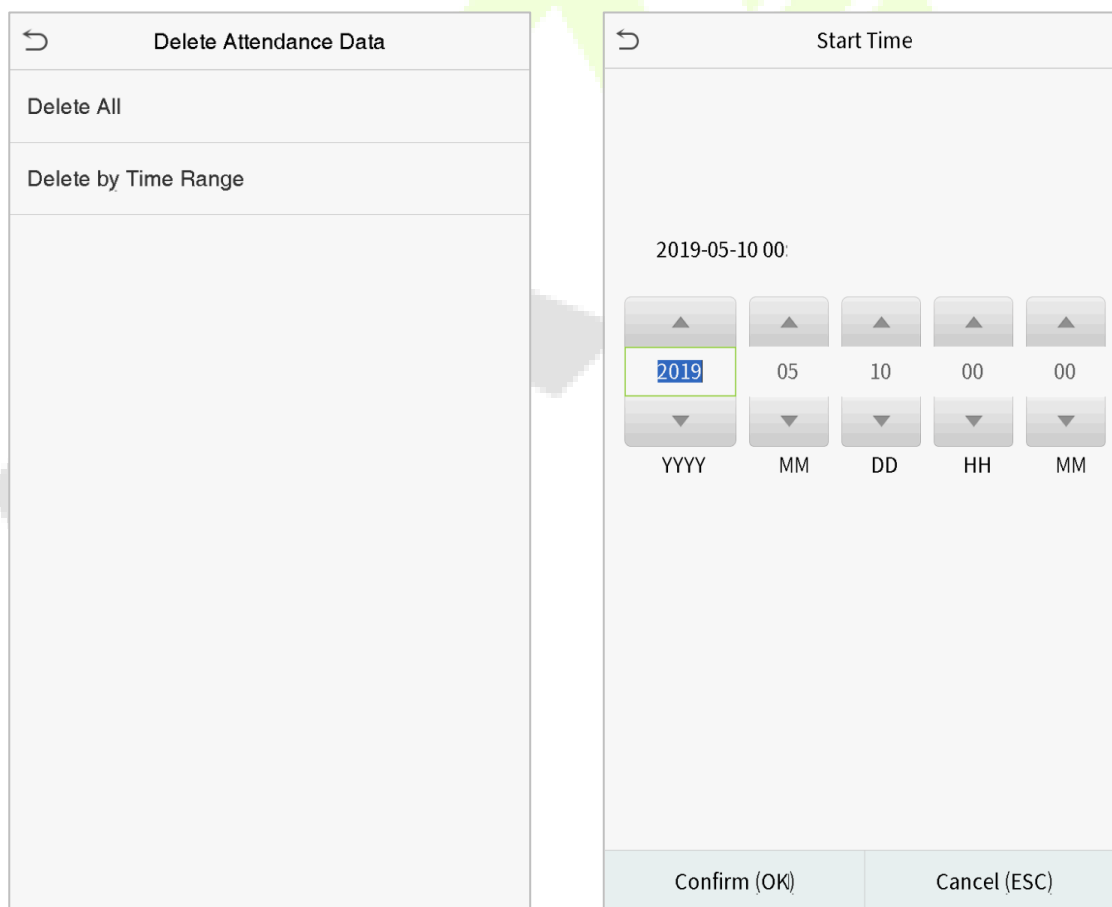 Delete Attendance Data
Delete All
Delete by Time Range
Start Time
2019-05-10 00:
2019 05 10 00 00
YYYY MM DD HH MM
Confirm (OK) Cancel (ESC)